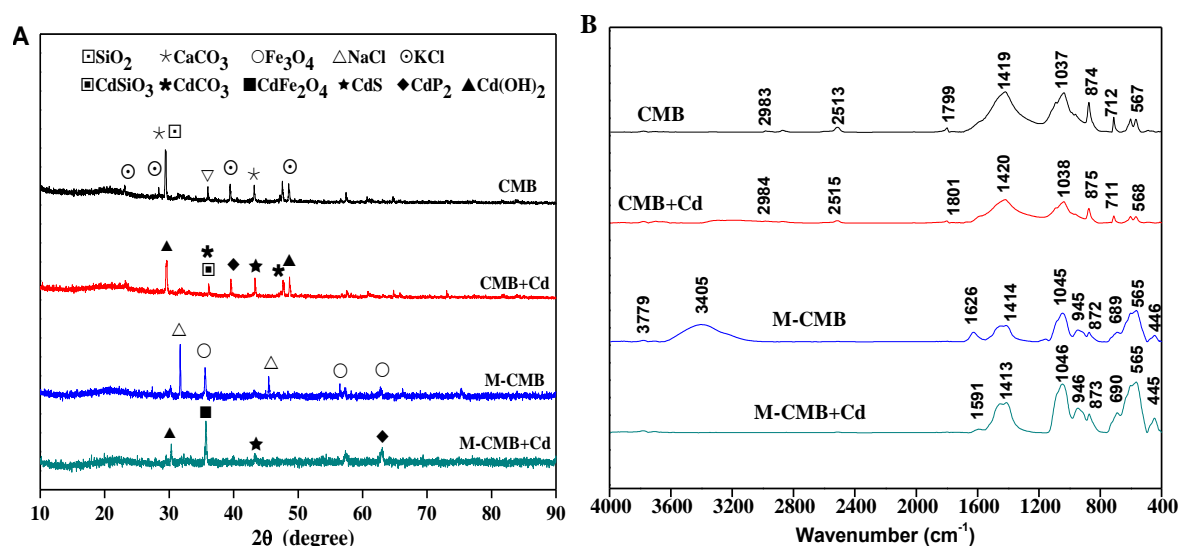 A
SiO₂ CaCO₃ Fe₃O₄ NaCl KCl
CdSiO₃ CdCO₃ CdFe₂O₄ CdS CdP₂ Cd(OH)₂
CMB
CMB+Cd
M-CMB
M-CMB+Cd
10 20 30 40 50 60 70 80 90
2θ (degree)
B
CMB
2983 2513 1799 1419 1037 874 712 567
CMB+Cd
2984 2515 1801 1420 1038 875 711 568
M-CMB
3779 3405 1626 1414 1045 945 872 689 565 446
M-CMB+Cd
1591 1413 1046 946 873 690 565 445
4000 3600 3200 2800 2400 2000 1600 1200 800 400
Wavenumber (cm⁻¹)